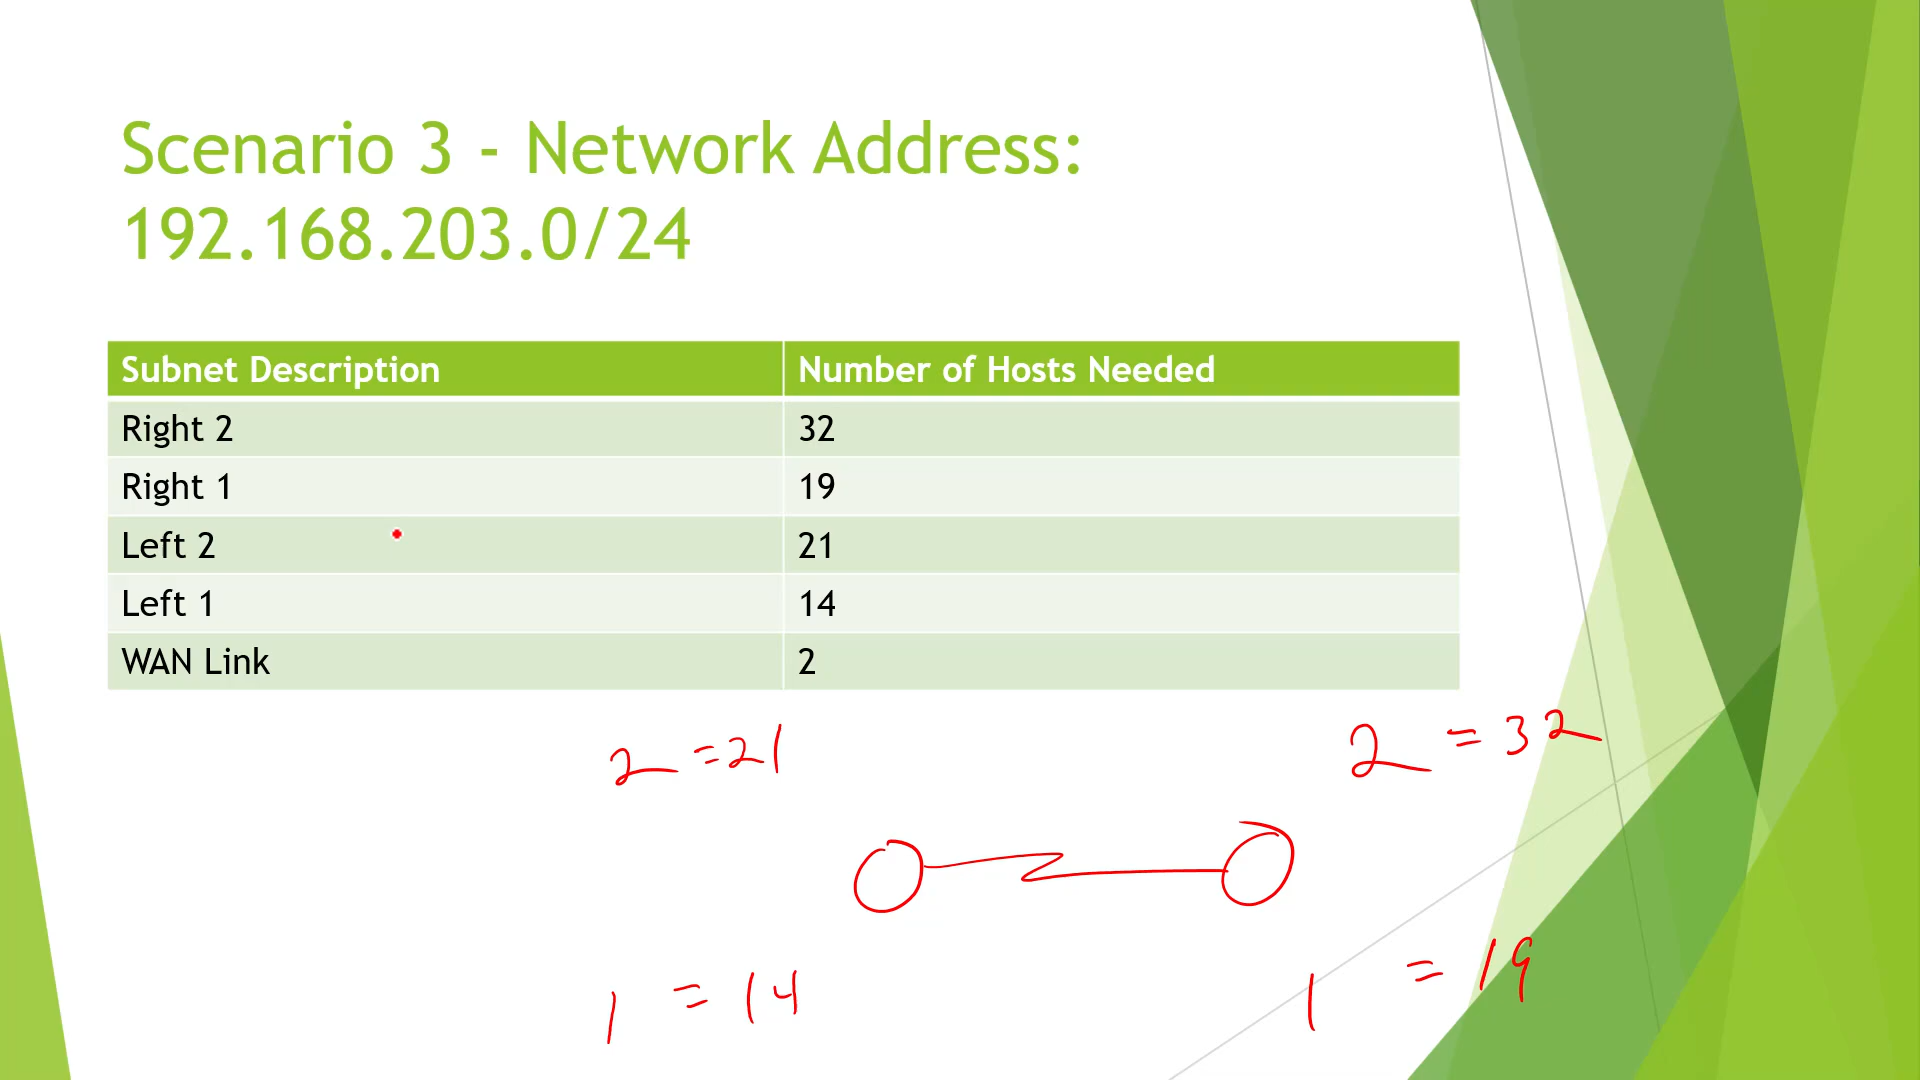 Scenario 3 - Network Address:
192.168.203.0/24
Subnet Description Number of Hosts Needed
Right 2 32
Right 1 19
Left 2 21
Left 1 14
WAN Link 2
2 = 21 2 = 32
1 = 14 1 = 19